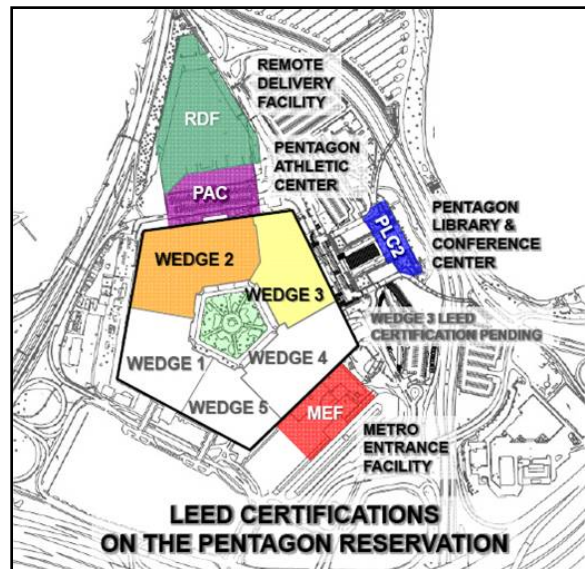 REMOTE
DELIVERY
FACILITY
RDF
PENTAGON
ATHLETIC
CENTER
PAC
PLC2
PENTAGON
LIBRARY &
CONFERENCE
CENTER
WEDGE 2
WEDGE 3
WEDGE 3 LEED
CERTIFICATION PENDING
WEDGE 1
WEDGE 4
WEDGE 5
MEF
METRO
ENTRANCE
FACILITY
LEED CERTIFICATIONS
ON THE PENTAGON RESERVATION